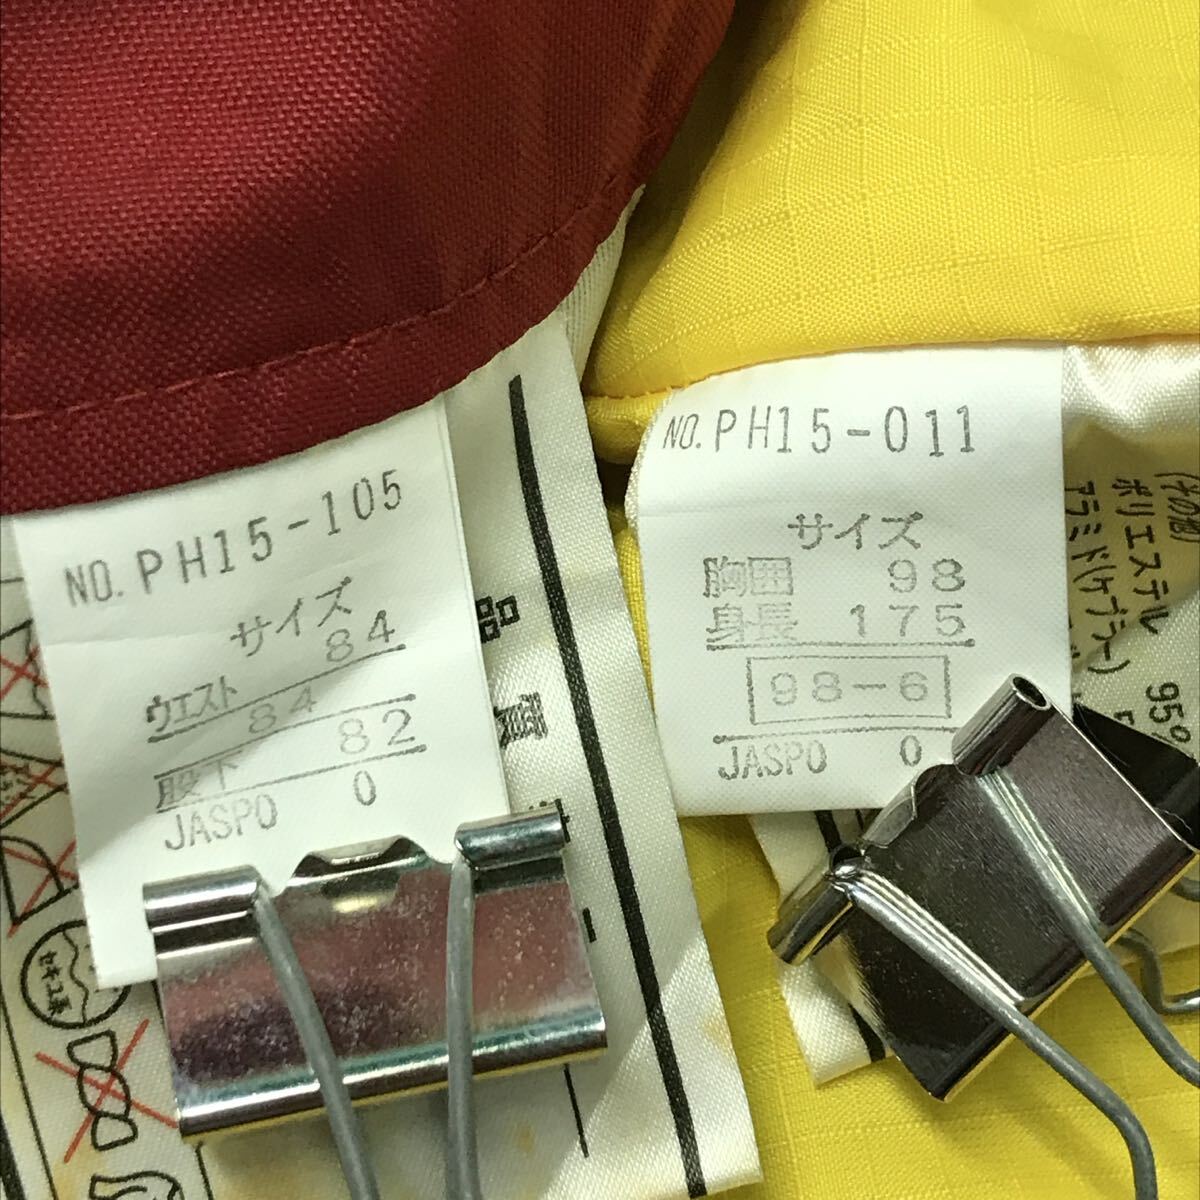 NO. PH15-105
サイズ
84
ウエスト 84
股下 82
JASPO 0
NO. PH15-011
サイズ
胸囲 98
身長 175
98-6
JASPO 0
(その他)
ポリエステル 95%
アラミド(ケブラー)
品
質